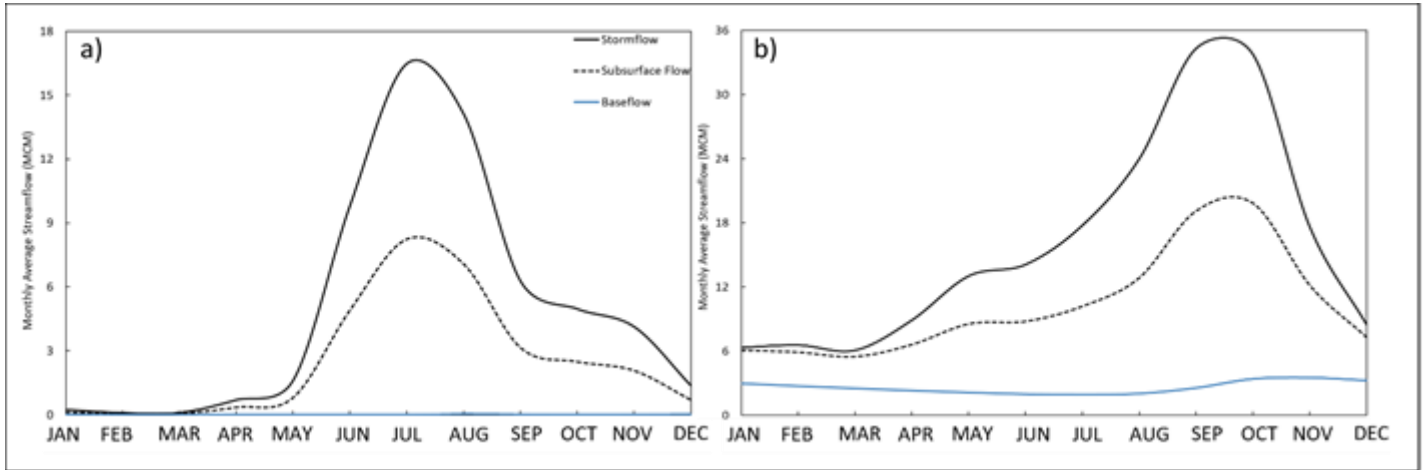 a)
Monthly Average Streamflow (MCM)
18
15
12
9
6
3
0
Stormflow
Subsurface Flow
Baseflow
JAN FEB MAR APR MAY JUN JUL AUG SEP OCT NOV DEC
b)
Monthly Average Streamflow (MCM)
36
30
24
18
12
6
0
JAN FEB MAR APR MAY JUN JUL AUG SEP OCT NOV DEC